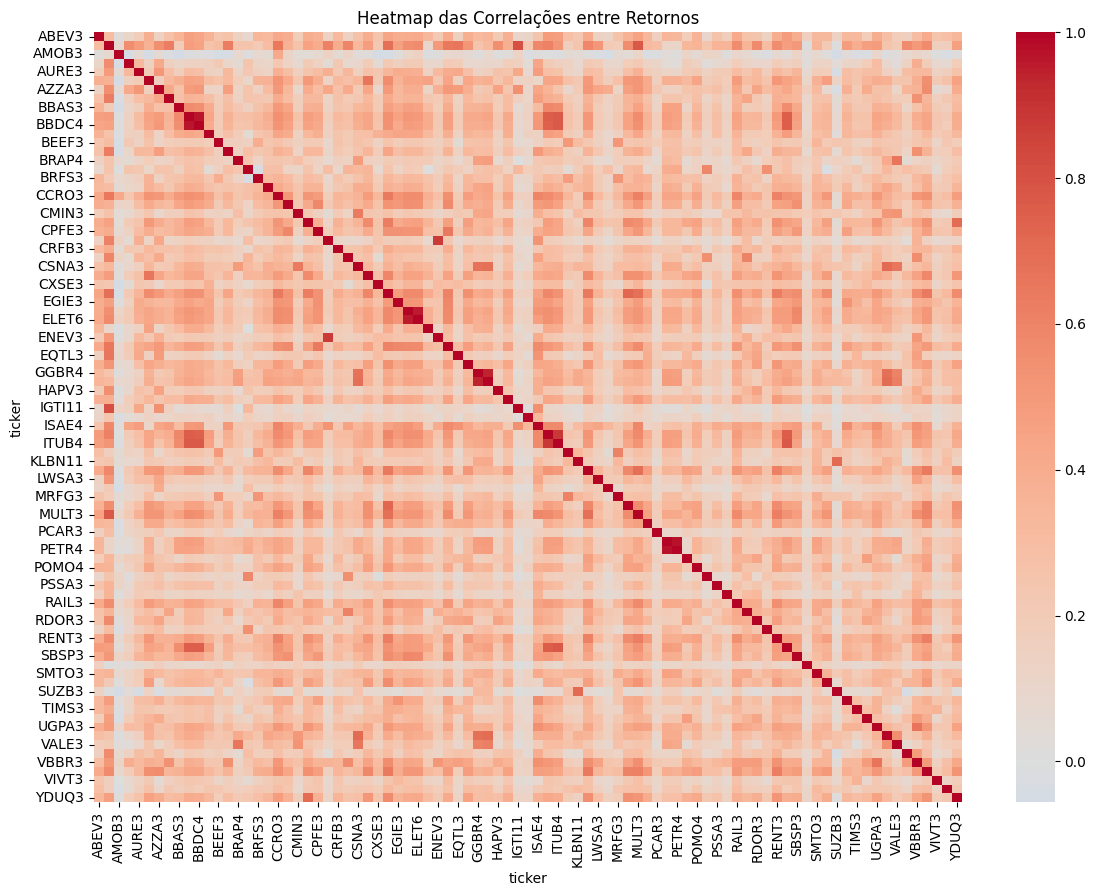 Heatmap das Correlações entre Retornos
ABEV3
AMOB3
AURE3
AZZA3
BBAS3
BBDC4
BEEF3
BRAP4
BRFS3
CCRO3
CMIN3
CPFE3
CRFB3
CSNA3
CXSE3
EGIE3
ELET6
ENEV3
EQTL3
GGBR4
HAPV3
IGTI11
ISAE4
ITUB4
KLBN11
LWSA3
MRFG3
MULT3
PCAR3
PETR4
POMO4
PSSA3
RAIL3
RDOR3
RENT3
SBSP3
SMTO3
SUZB3
TIMS3
UGPA3
VALE3
VBBR3
VIVT3
YDUQ3
ticker
ABEV3
AMOB3
AURE3
AZZA3
BBAS3
BBDC4
BEEF3
BRAP4
BRFS3
CCRO3
CMIN3
CPFE3
CRFB3
CSNA3
CXSE3
EGIE3
ELET6
ENEV3
EQTL3
GGBR4
HAPV3
IGTI11
ISAE4
ITUB4
KLBN11
LWSA3
MRFG3
MULT3
PCAR3
PETR4
POMO4
PSSA3
RAIL3
RDOR3
RENT3
SBSP3
SMTO3
SUZB3
TIMS3
UGPA3
VALE3
VBBR3
VIVT3
YDUQ3
ticker
1.0
0.8
0.6
0.4
0.2
0.0